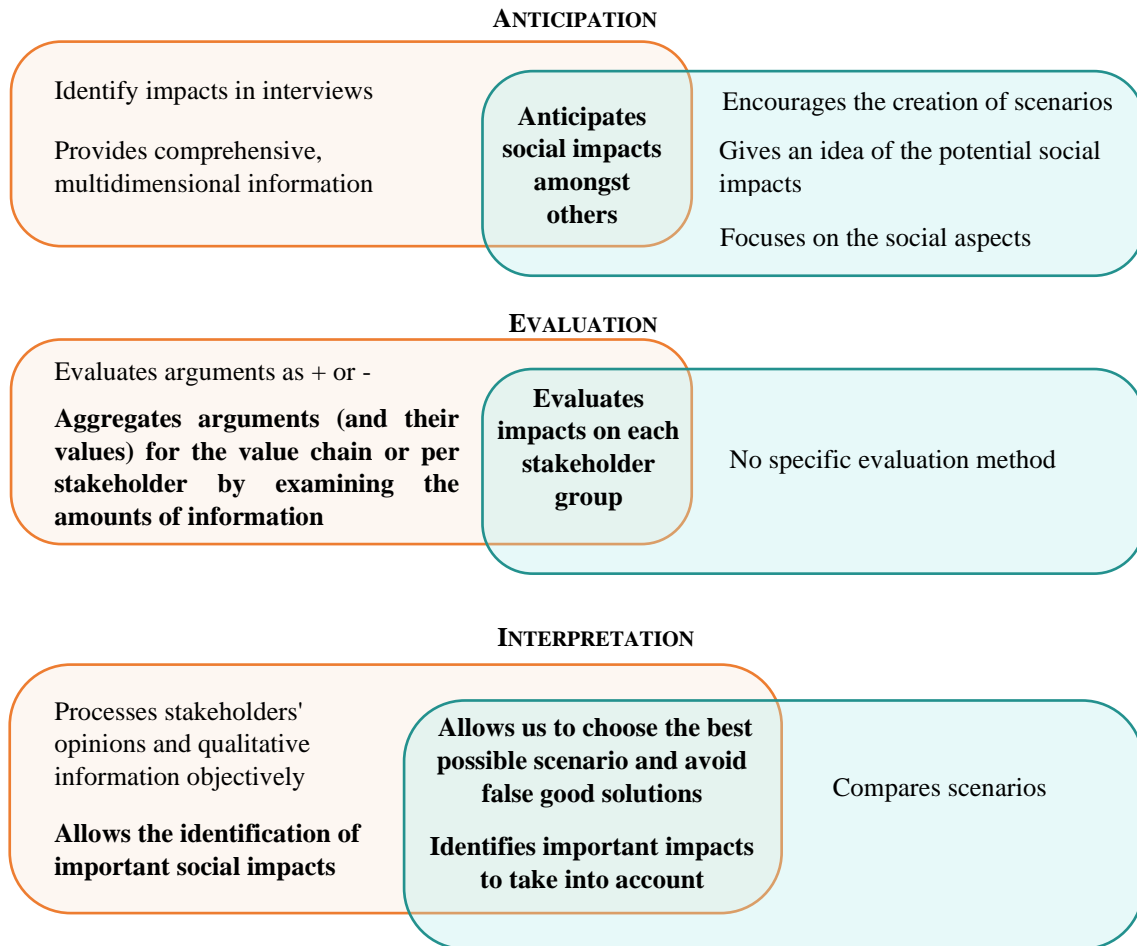 ANTICIPATION
Identify impacts in interviews
Provides comprehensive,
multidimensional information
Anticipates
social impacts
amongst
others
Encourages the creation of scenarios
Gives an idea of the potential social
impacts
Focuses on the social aspects
EVALUATION
Evaluates arguments as + or -
Aggregates arguments (and their
values) for the value chain or per
stakeholder by examining the
amounts of information
Evaluates
impacts on each
stakeholder
group
No specific evaluation method
INTERPRETATION
Processes stakeholders'
opinions and qualitative
information objectively
Allows the identification of
important social impacts
Allows us to choose the best
possible scenario and avoid
false good solutions
Identifies important impacts
to take into account
Compares scenarios